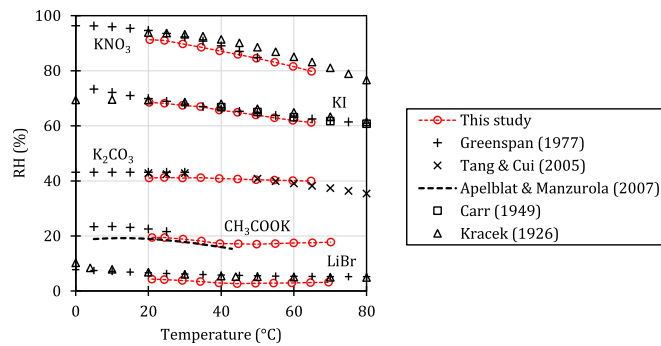 100
KNO₃
80
KI
This study
60
Greenspan (1977)
RH (%)
K₂CO₃
Tang & Cui (2005)
40
Apelblat & Manzurola (2007)
CH₃COOK
Carr (1949)
20
Kracek (1926)
LiBr
0
0 20 40 60 80
Temperature (°C)